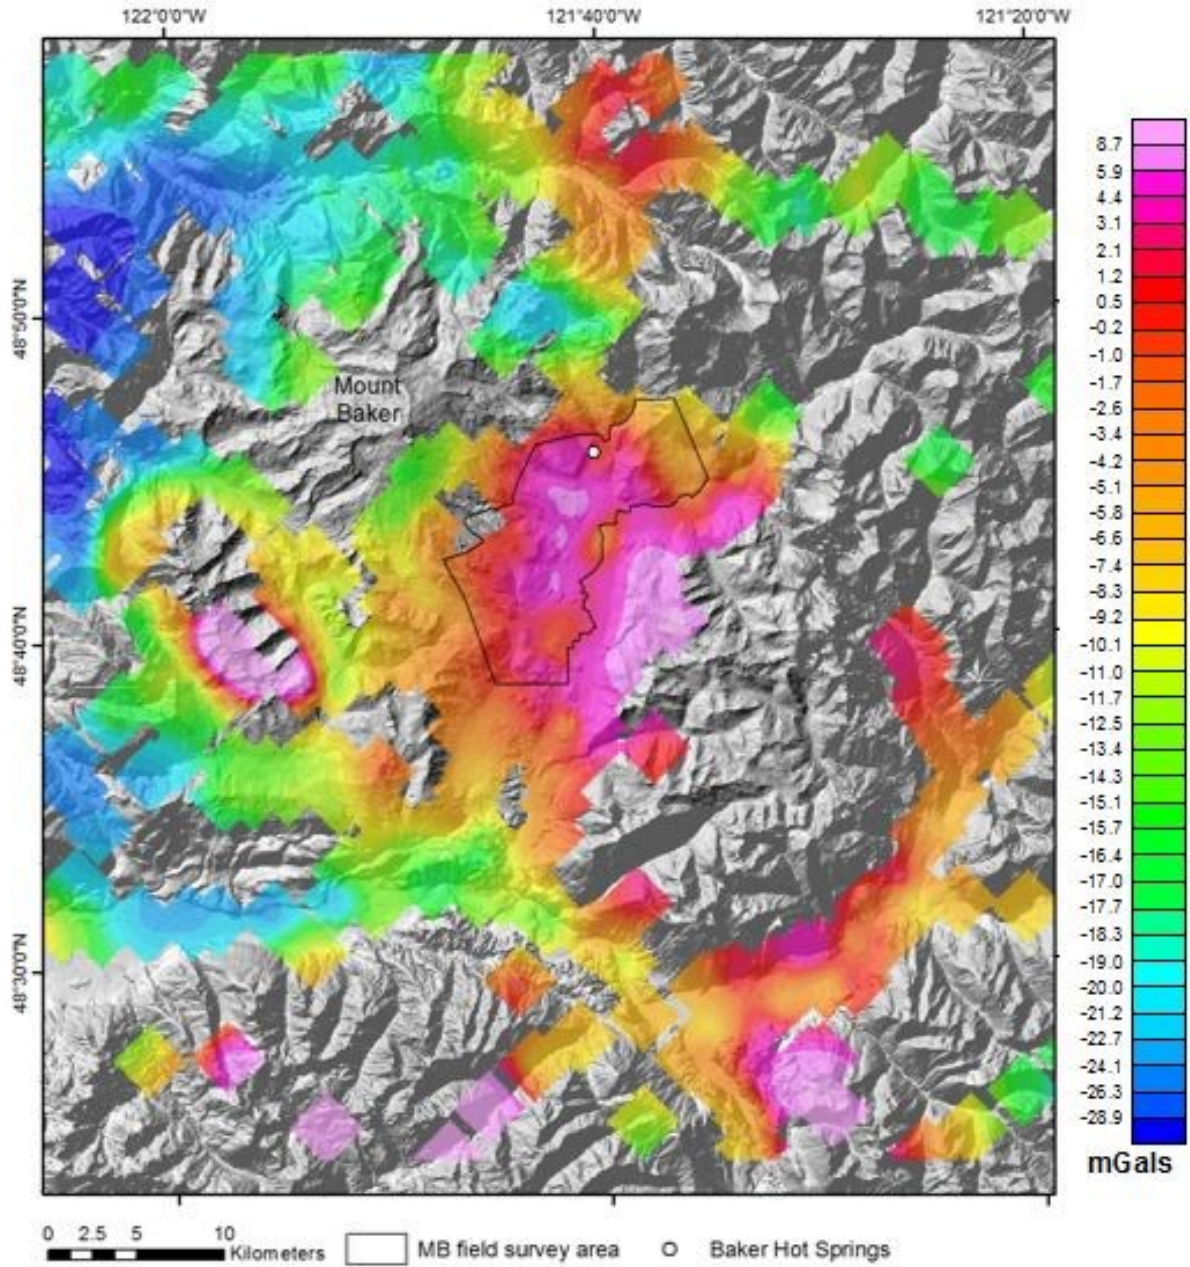 122°0'0"W
121°40'0"W
121°20'0"W
48°50'0"N
48°40'0"N
48°30'0"N
Mount
Baker
8.7
5.9
4.4
3.1
2.1
1.2
0.5
-0.2
-1.0
-1.7
-2.6
-3.4
-4.2
-5.1
-5.8
-6.6
-7.4
-8.3
-9.2
-10.1
-11.0
-11.7
-12.5
-13.4
-14.3
-15.1
-15.7
-16.4
-17.0
-17.7
-18.3
-19.0
-20.0
-21.2
-22.7
-24.1
-26.3
-28.9
mGals
0 2.5 5 10
Kilometers
MB field survey area
Baker Hot Springs